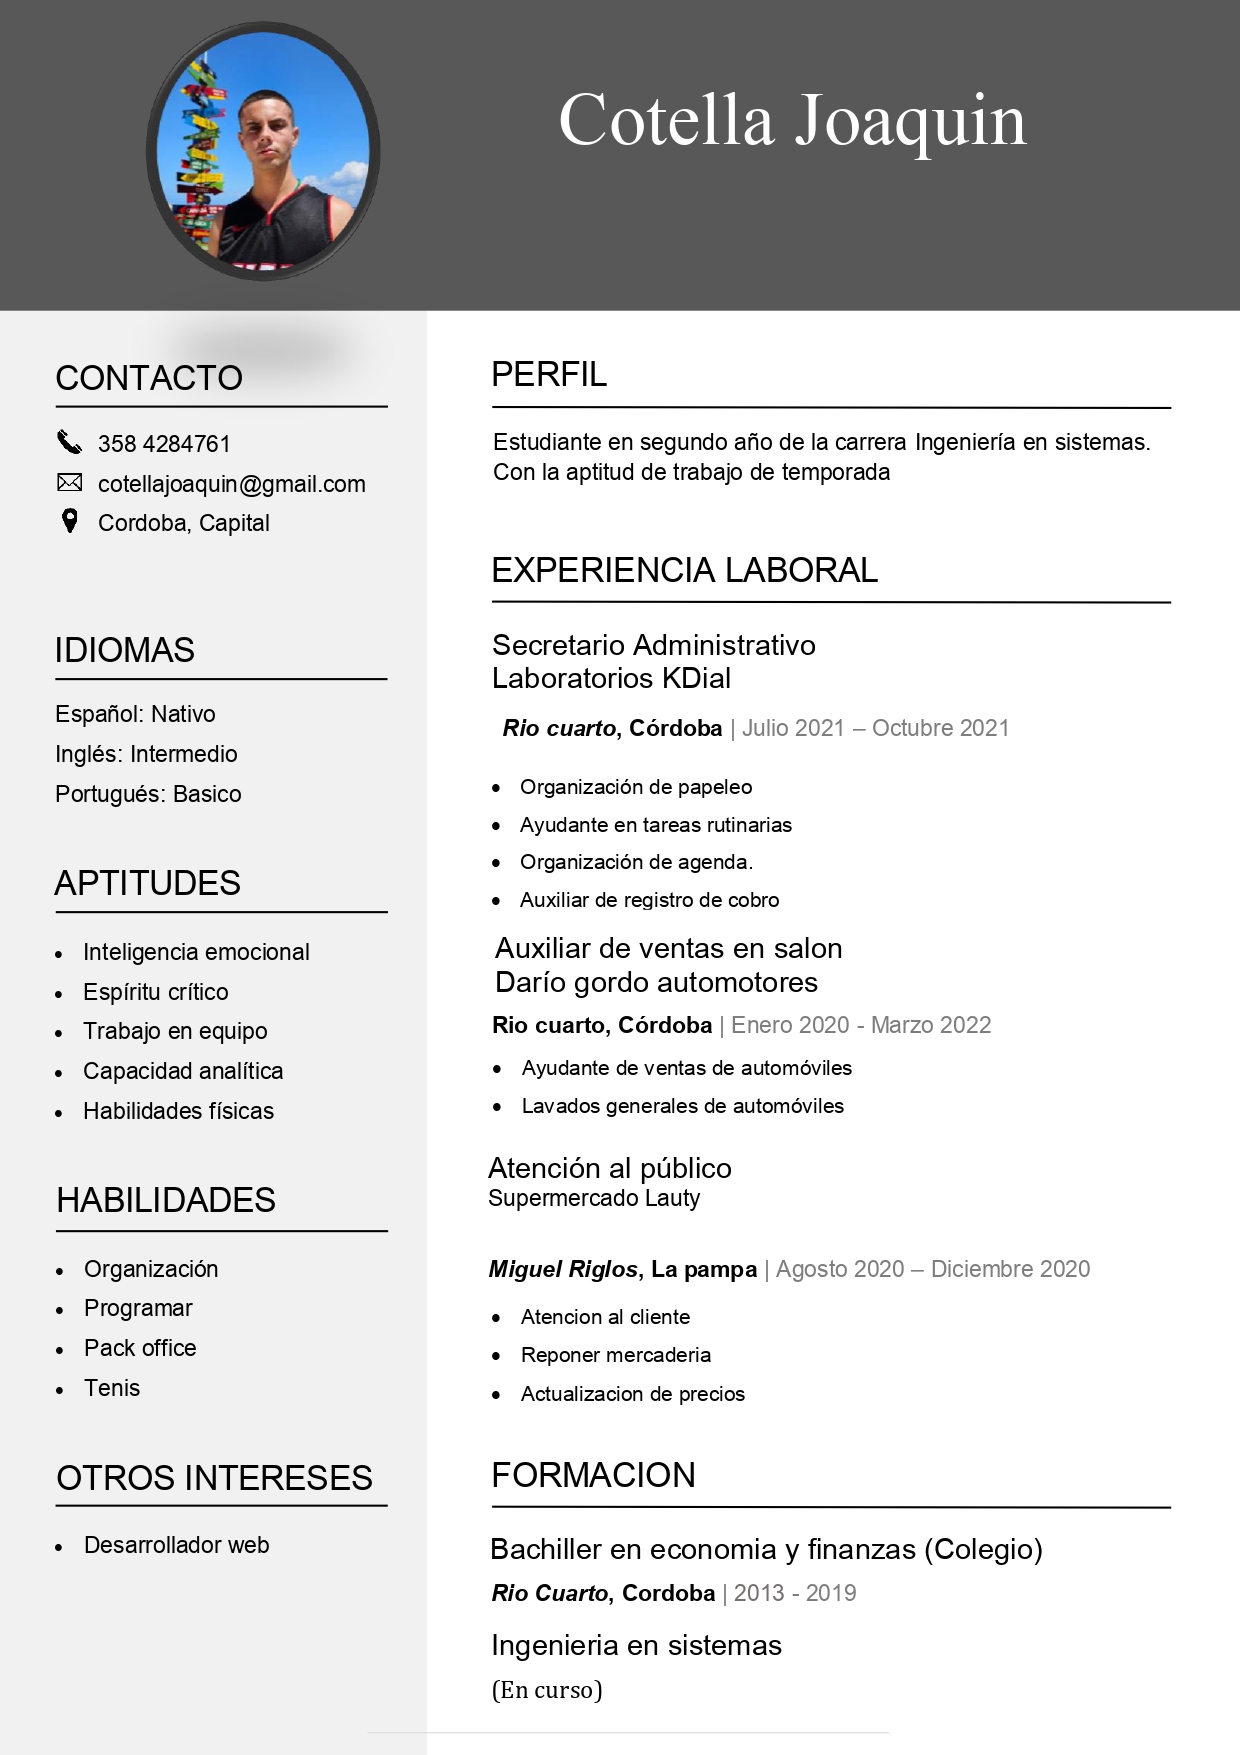 Cotella Joaquin
CONTACTO
358 4284761
cotellajoaquin@gmail.com
Cordoba, Capital
IDIOMAS
Español: Nativo
Inglés: Intermedio
Portugués: Basico
APTITUDES
• Inteligencia emocional
• Espíritu crítico
• Trabajo en equipo
• Capacidad analítica
• Habilidades físicas
HABILIDADES
• Organización
• Programar
• Pack office
• Tenis
OTROS INTERESES
• Desarrollador web
PERFIL
Estudiante en segundo año de la carrera Ingeniería en sistemas.
Con la aptitud de trabajo de temporada
EXPERIENCIA LABORAL
Secretario Administrativo
Laboratorios KDial
Rio cuarto, Córdoba | Julio 2021 – Octubre 2021
• Organización de papeleo
• Ayudante en tareas rutinarias
• Organización de agenda.
• Auxiliar de registro de cobro
Auxiliar de ventas en salon
Darío gordo automotores
Rio cuarto, Córdoba | Enero 2020 - Marzo 2022
• Ayudante de ventas de automóviles
• Lavados generales de automóviles
Atención al público
Supermercado Lauty
Miguel Riglos, La pampa | Agosto 2020 – Diciembre 2020
• Atencion al cliente
• Reponer mercaderia
• Actualizacion de precios
FORMACION
Bachiller en economia y finanzas (Colegio)
Rio Cuarto, Cordoba | 2013 - 2019
Ingenieria en sistemas
(En curso)